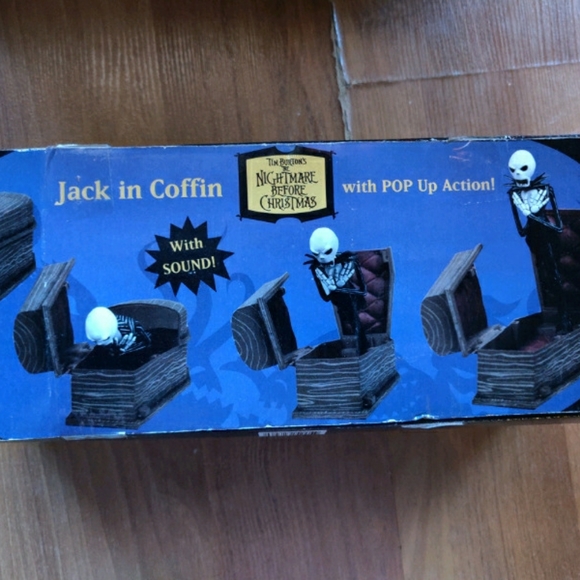 Jack in Coffin
TIM BURTON'S
THE
NIGHTMARE
BEFORE
CHRISTMAS
with POP Up Action!
With
SOUND!